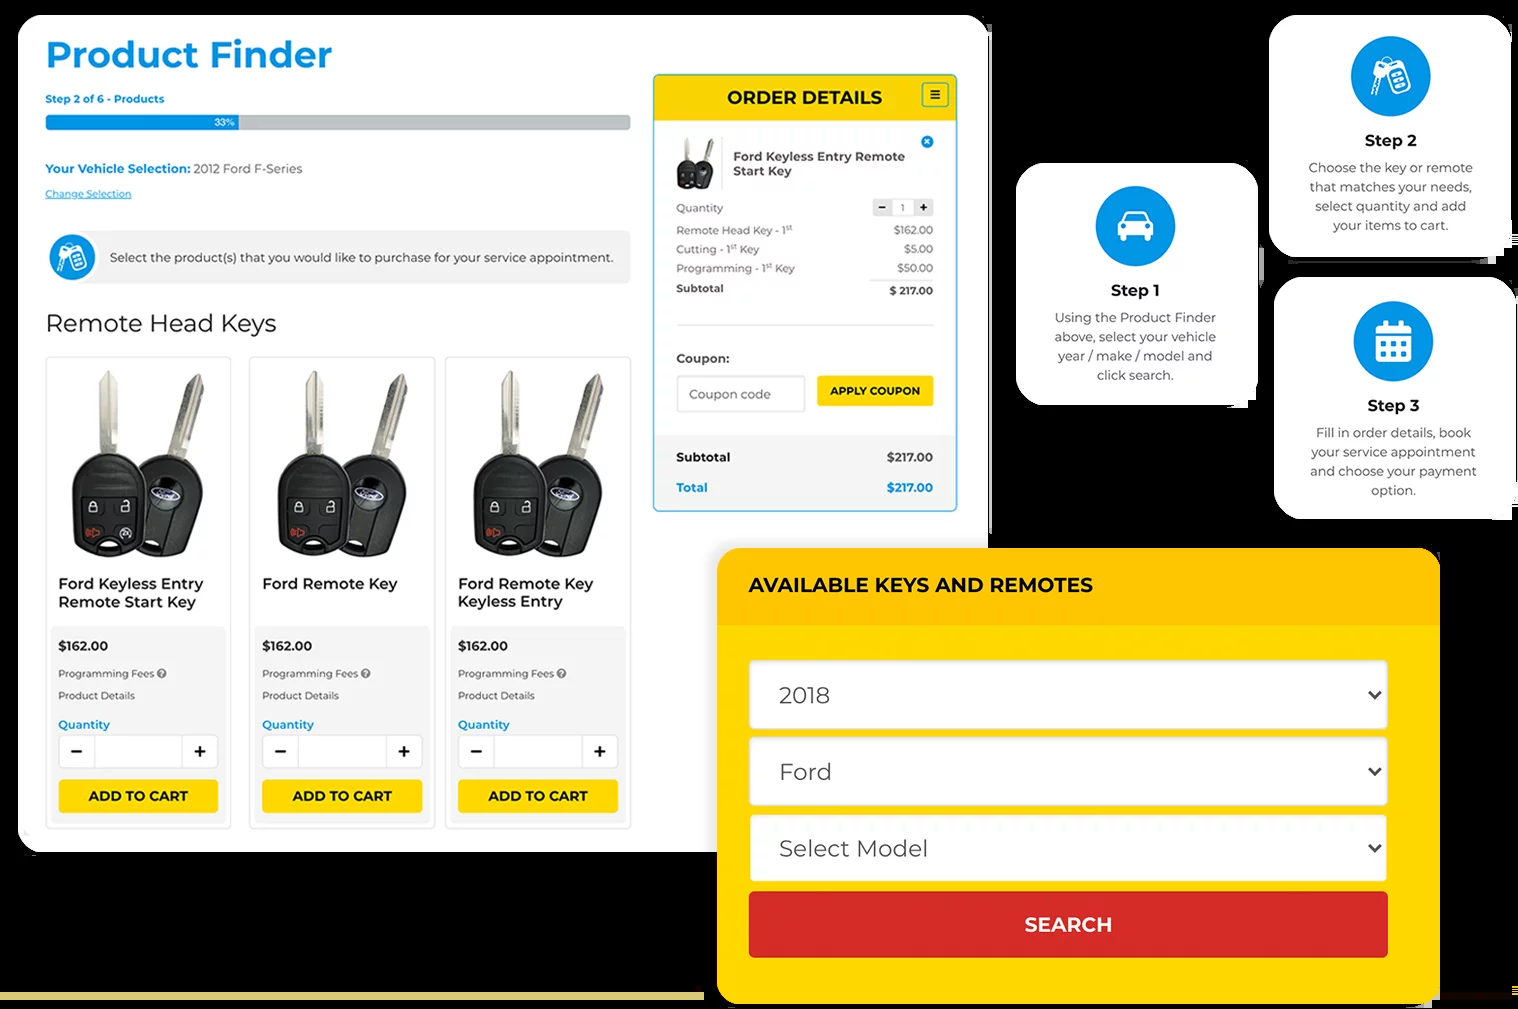 Product Finder
Step 2 of 6 - Products
33%
Your Vehicle Selection: 2012 Ford F-Series
Change Selection
Select the product(s) that you would like to purchase for your service appointment.
Remote Head Keys
Ford
Ford Keyless Entry
Remote Start Key
$162.00
Programming Fees ?
Product Details
Quantity
− +
ADD TO CART
Ford
Ford Remote Key
$162.00
Programming Fees ?
Product Details
Quantity
− +
ADD TO CART
Ford
Ford Remote Key
Keyless Entry
$162.00
Programming Fees ?
Product Details
Quantity
− +
ADD TO CART
ORDER DETAILS
Ford Keyless Entry Remote
Start Key
Quantity − 1 +
Remote Head Key - 1st $162.00
Cutting - 1st Key $5.00
Programming - 1st Key $50.00
Subtotal $ 217.00
Coupon:
Coupon code APPLY COUPON
Subtotal $217.00
Total $217.00
Step 1
Using the Product Finder
above, select your vehicle
year / make / model and
click search.
Step 2
Choose the key or remote
that matches your needs,
select quantity and add
your items to cart.
Step 3
Fill in order details, book
your service appointment
and choose your payment
option.
AVAILABLE KEYS AND REMOTES
2018
Ford
Select Model
SEARCH